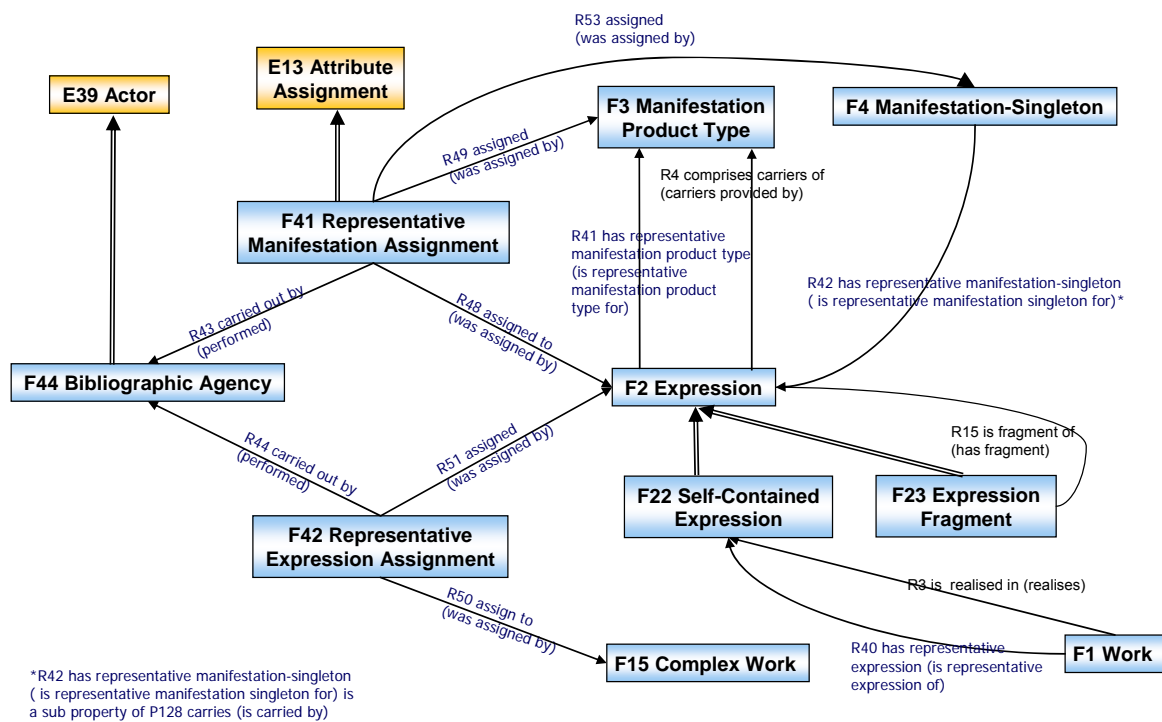 R53 assigned
(was assigned by)
E39 Actor
E13 Attribute
Assignment
F3 Manifestation
Product Type
F4 Manifestation-Singleton
R49 assigned
(was assigned by)
R4 comprises carriers of
(carriers provided by)
F41 Representative
Manifestation Assignment
R41 has representative
manifestation product type
(is representative
manifestation product
type for)
R42 has representative manifestation-singleton
( is representative manifestation singleton for)*
R43 carried out by
(performed)
R48 assigned to
(was assigned by)
F44 Bibliographic Agency
F2 Expression
R44 carried out by
(performed)
R51 assigned
(was assigned by)
R15 is fragment of
(has fragment)
F22 Self-Contained
Expression
F23 Expression
Fragment
F42 Representative
Expression Assignment
R3 is realised in (realises)
R50 assign to
(was assigned by)
F15 Complex Work
R40 has representative
expression (is representative
expression of)
F1 Work
*R42 has representative manifestation-singleton
( is representative manifestation singleton for) is
a sub property of P128 carries (is carried by)